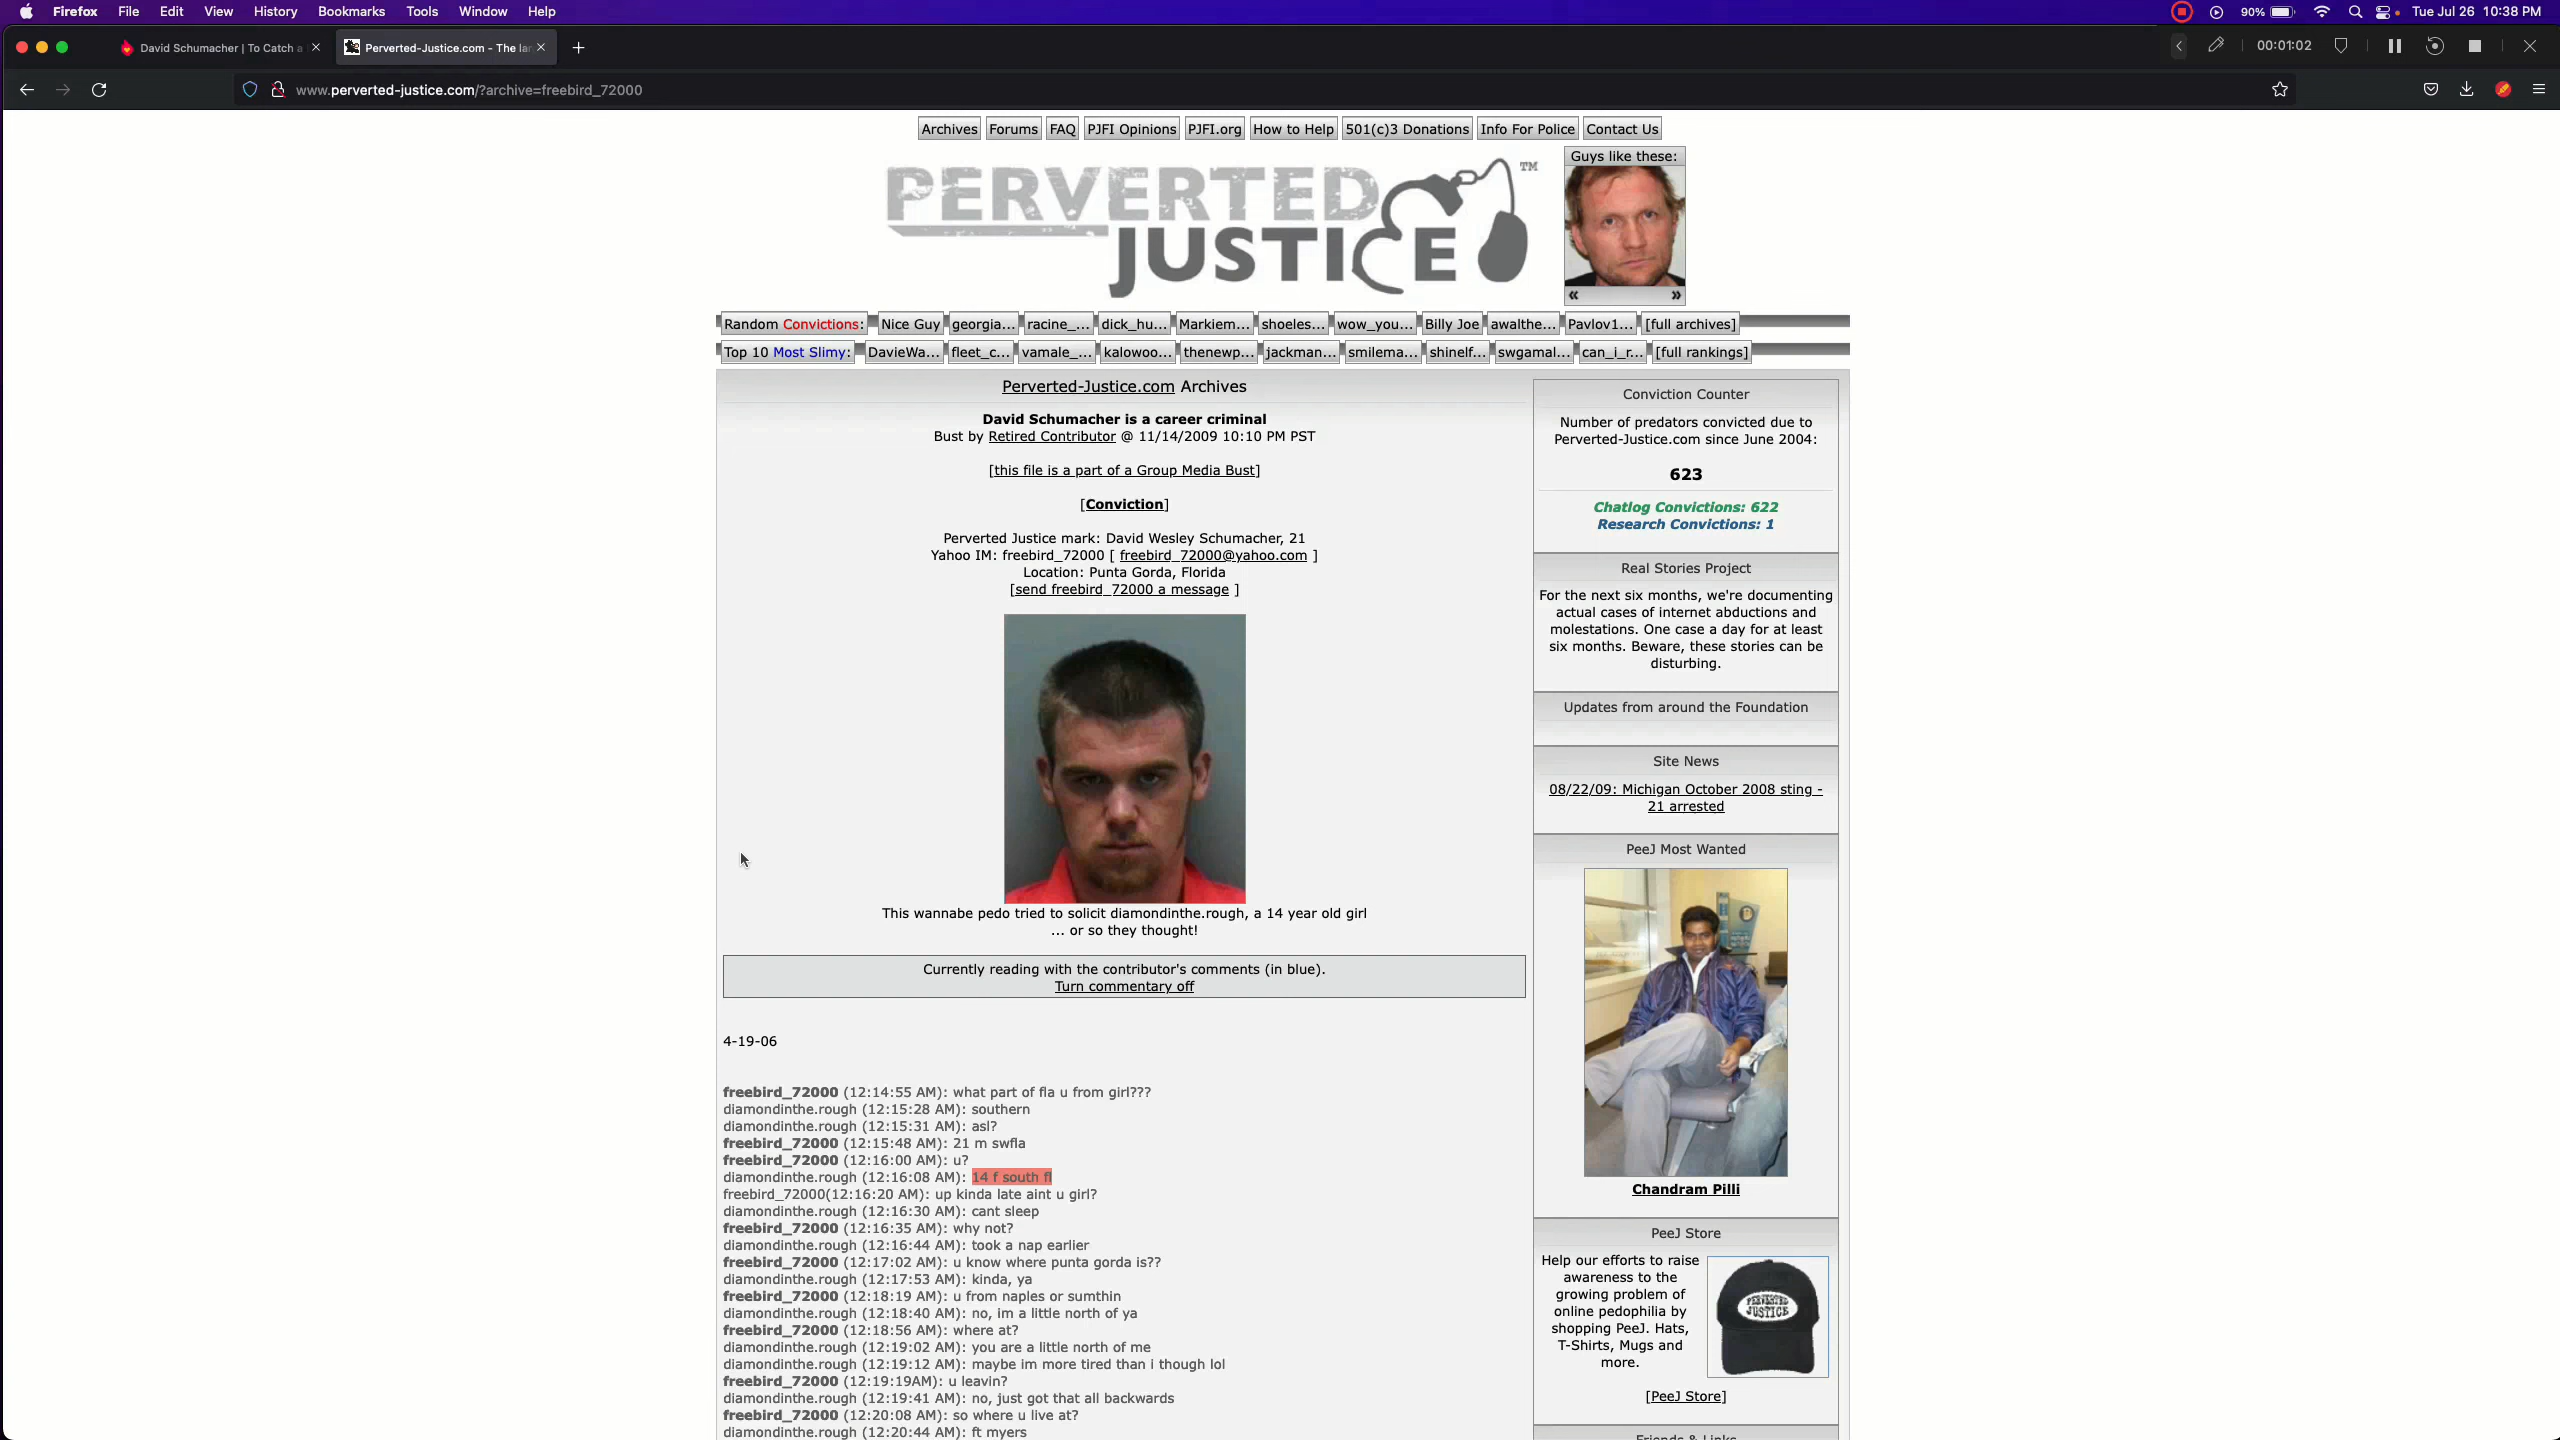 Firefox File Edit View History Bookmarks Tools Window Help 90% Tue Jul 26 10:38 PM
David Schumacher | To Catch a Perverted-Justice.com - The lar 00:01:02
www.perverted-justice.com/?archive=freebird_72000
Archives Forums FAQ PJFI Opinions PJFI.org How to Help 501(c)3 Donations Info For Police Contact Us
PERVERTED JUSTICE TM
Guys like these:
« »
Random Convictions: Nice Guy georgia... racine_... dick_hu... Markiem... shoeles... wow_you... Billy Joe awalthe... Pavlov1... [full archives]
Top 10 Most Slimy: DavieWa... fleet_c... vamale_... kalowoo... thenewp... jackman... smilema... shinelf... swgamal... can_i_r... [full rankings]
Perverted-Justice.com Archives
David Schumacher is a career criminal
Bust by Retired Contributor @ 11/14/2009 10:10 PM PST
[this file is a part of a Group Media Bust]
[Conviction]
Perverted Justice mark: David Wesley Schumacher, 21
Yahoo IM: freebird_72000 [ freebird_72000@yahoo.com ]
Location: Punta Gorda, Florida
[send freebird_72000 a message ]
This wannabe pedo tried to solicit diamondinthe.rough, a 14 year old girl
... or so they thought!
Currently reading with the contributor's comments (in blue).
Turn commentary off
4-19-06
freebird_72000 (12:14:55 AM): what part of fla u from girl???
diamondinthe.rough (12:15:28 AM): southern
diamondinthe.rough (12:15:31 AM): asl?
freebird_72000 (12:15:48 AM): 21 m swfla
freebird_72000 (12:16:00 AM): u?
diamondinthe.rough (12:16:08 AM): 14 f south fl
freebird_72000(12:16:20 AM): up kinda late aint u girl?
diamondinthe.rough (12:16:30 AM): cant sleep
freebird_72000 (12:16:35 AM): why not?
diamondinthe.rough (12:16:44 AM): took a nap earlier
freebird_72000 (12:17:02 AM): u know where punta gorda is??
diamondinthe.rough (12:17:53 AM): kinda, ya
freebird_72000 (12:18:19 AM): u from naples or sumthin
diamondinthe.rough (12:18:40 AM): no, im a little north of ya
freebird_72000 (12:18:56 AM): where at?
diamondinthe.rough (12:19:02 AM): you are a little north of me
diamondinthe.rough (12:19:12 AM): maybe im more tired than i though lol
freebird_72000 (12:19:19AM): u leavin?
diamondinthe.rough (12:19:41 AM): no, just got that all backwards
freebird_72000 (12:20:08 AM): so where u live at?
diamondinthe.rough (12:20:44 AM): ft myers
Conviction Counter
Number of predators convicted due to
Perverted-Justice.com since June 2004:
623
Chatlog Convictions: 622
Research Convictions: 1
Real Stories Project
For the next six months, we're documenting
actual cases of internet abductions and
molestations. One case a day for at least
six months. Beware, these stories can be
disturbing.
Updates from around the Foundation
Site News
08/22/09: Michigan October 2008 sting -
21 arrested
PeeJ Most Wanted
Chandram Pilli
PeeJ Store
Help our efforts to raise
awareness to the
growing problem of
online pedophilia by
shopping PeeJ. Hats,
T-Shirts, Mugs and
more.
PERVERTED
JUSTICE
[PeeJ Store]
Friends & Links